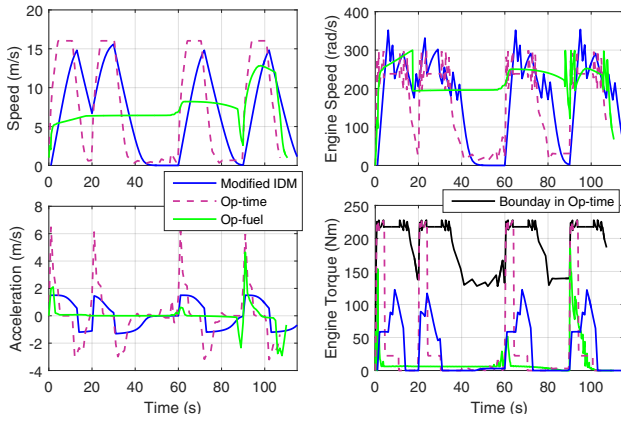 20
15
10
5
0
Speed (m/s)
0 20 40 60 80 100
400
300
200
100
0
Engine Speed (rad/s)
0 20 40 60 80 100
Modified IDM
Op-time
Op-fuel
Bounday in Op-time
8
6
4
2
0
-2
-4
Acceleration (m/s)
0 20 40 60 80 100
Time (s)
250
200
150
100
50
0
Engine Torque (Nm)
0 20 40 60 80 100
Time (s)